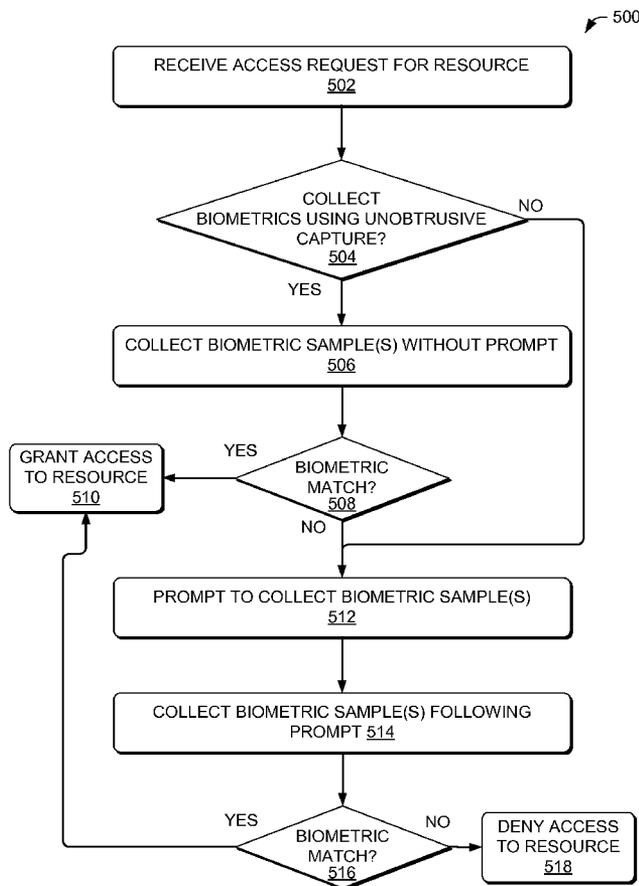 500
RECEIVE ACCESS REQUEST FOR RESOURCE
502
COLLECT
BIOMETRICS USING UNOBTRUSIVE
CAPTURE?
504
NO
YES
COLLECT BIOMETRIC SAMPLE(S) WITHOUT PROMPT
506
GRANT ACCESS
TO RESOURCE
510
YES
BIOMETRIC
MATCH?
508
NO
PROMPT TO COLLECT BIOMETRIC SAMPLE(S)
512
COLLECT BIOMETRIC SAMPLE(S) FOLLOWING
PROMPT 514
YES
BIOMETRIC
MATCH?
516
NO
DENY ACCESS
TO RESOURCE
518